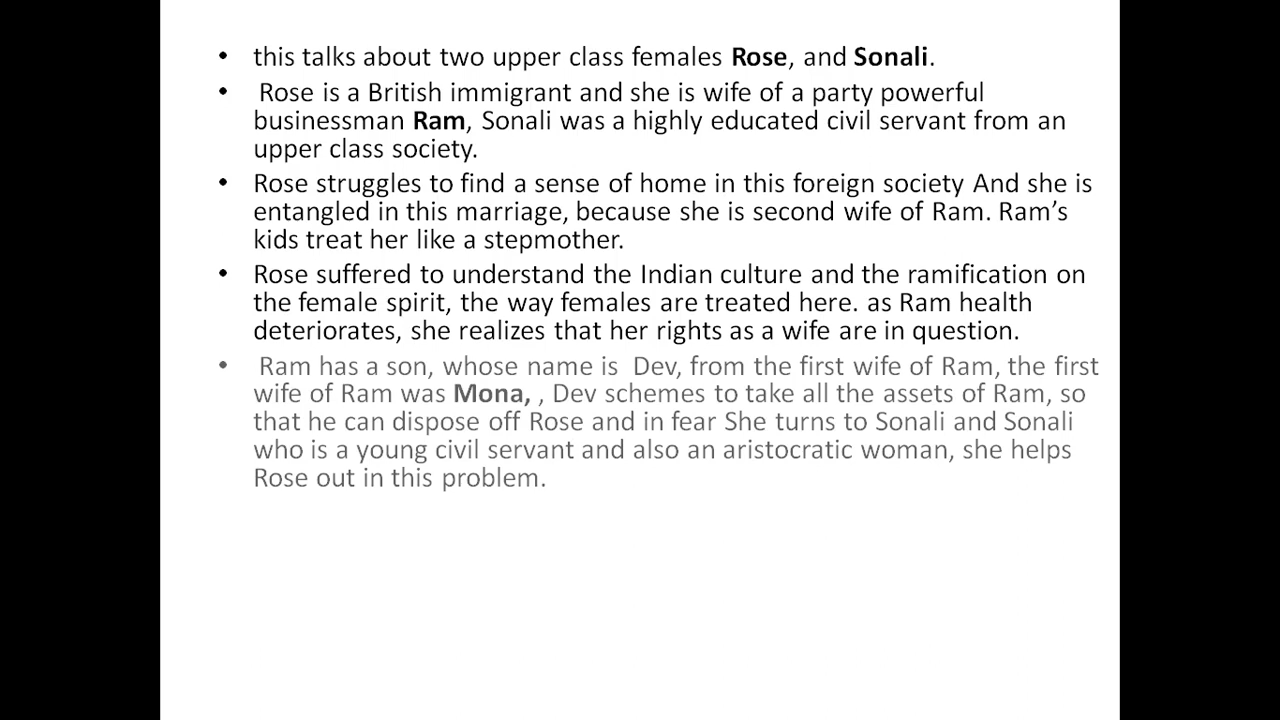 • this talks about two upper class females Rose, and Sonali.
• Rose is a British immigrant and she is wife of a party powerful
businessman Ram, Sonali was a highly educated civil servant from an
upper class society.
• Rose struggles to find a sense of home in this foreign society And she is
entangled in this marriage, because she is second wife of Ram. Ram’s
kids treat her like a stepmother.
• Rose suffered to understand the Indian culture and the ramification on
the female spirit, the way females are treated here. as Ram health
deteriorates, she realizes that her rights as a wife are in question.
• Ram has a son, whose name is Dev, from the first wife of Ram, the first
wife of Ram was Mona, , Dev schemes to take all the assets of Ram, so
that he can dispose off Rose and in fear She turns to Sonali and Sonali
who is a young civil servant and also an aristocratic woman, she helps
Rose out in this problem.